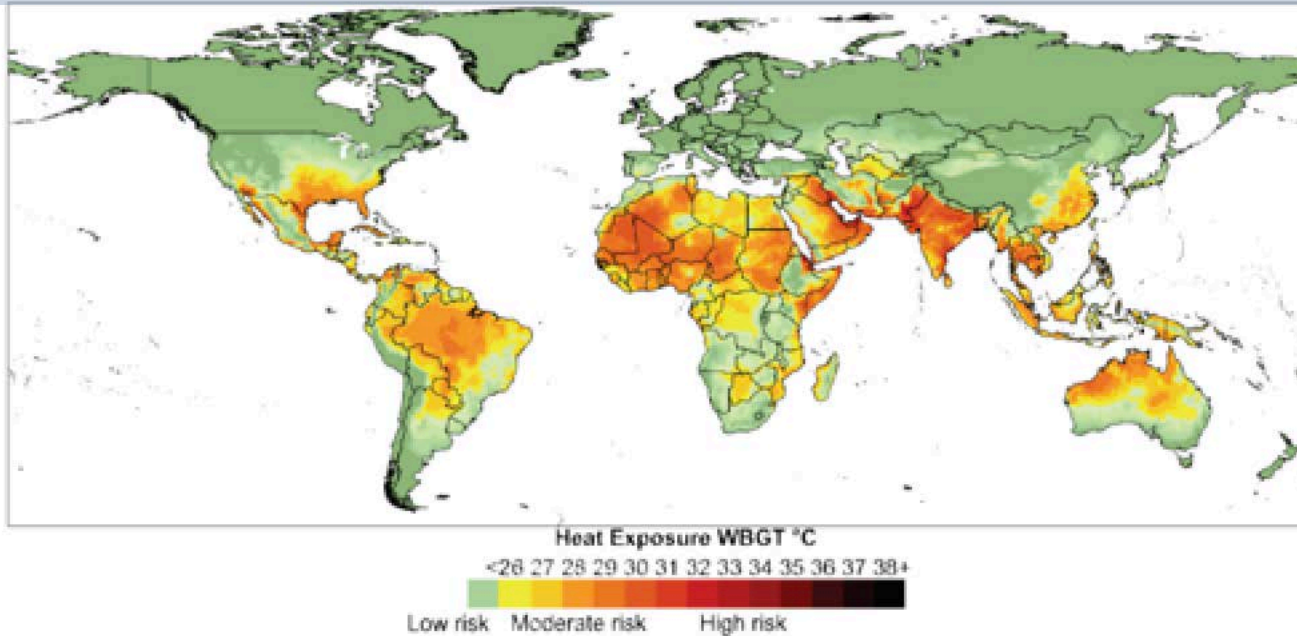 Heat Exposure WBGT °C
<26 27 28 29 30 31 32 33 34 35 36 37 38+
Low risk Moderate risk High risk